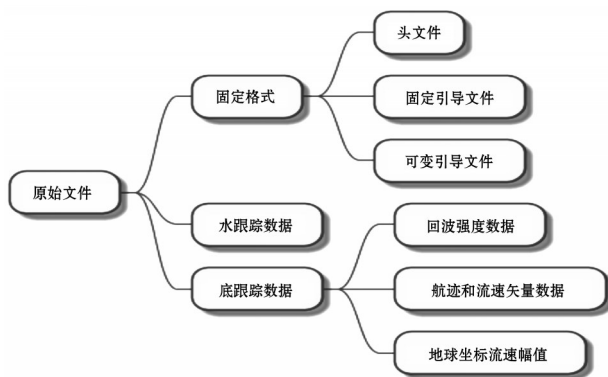 头文件
固定格式
固定引导文件
可变引导文件
原始文件
水跟踪数据
回波强度数据
底跟踪数据
航迹和流速矢量数据
地球坐标流速幅值